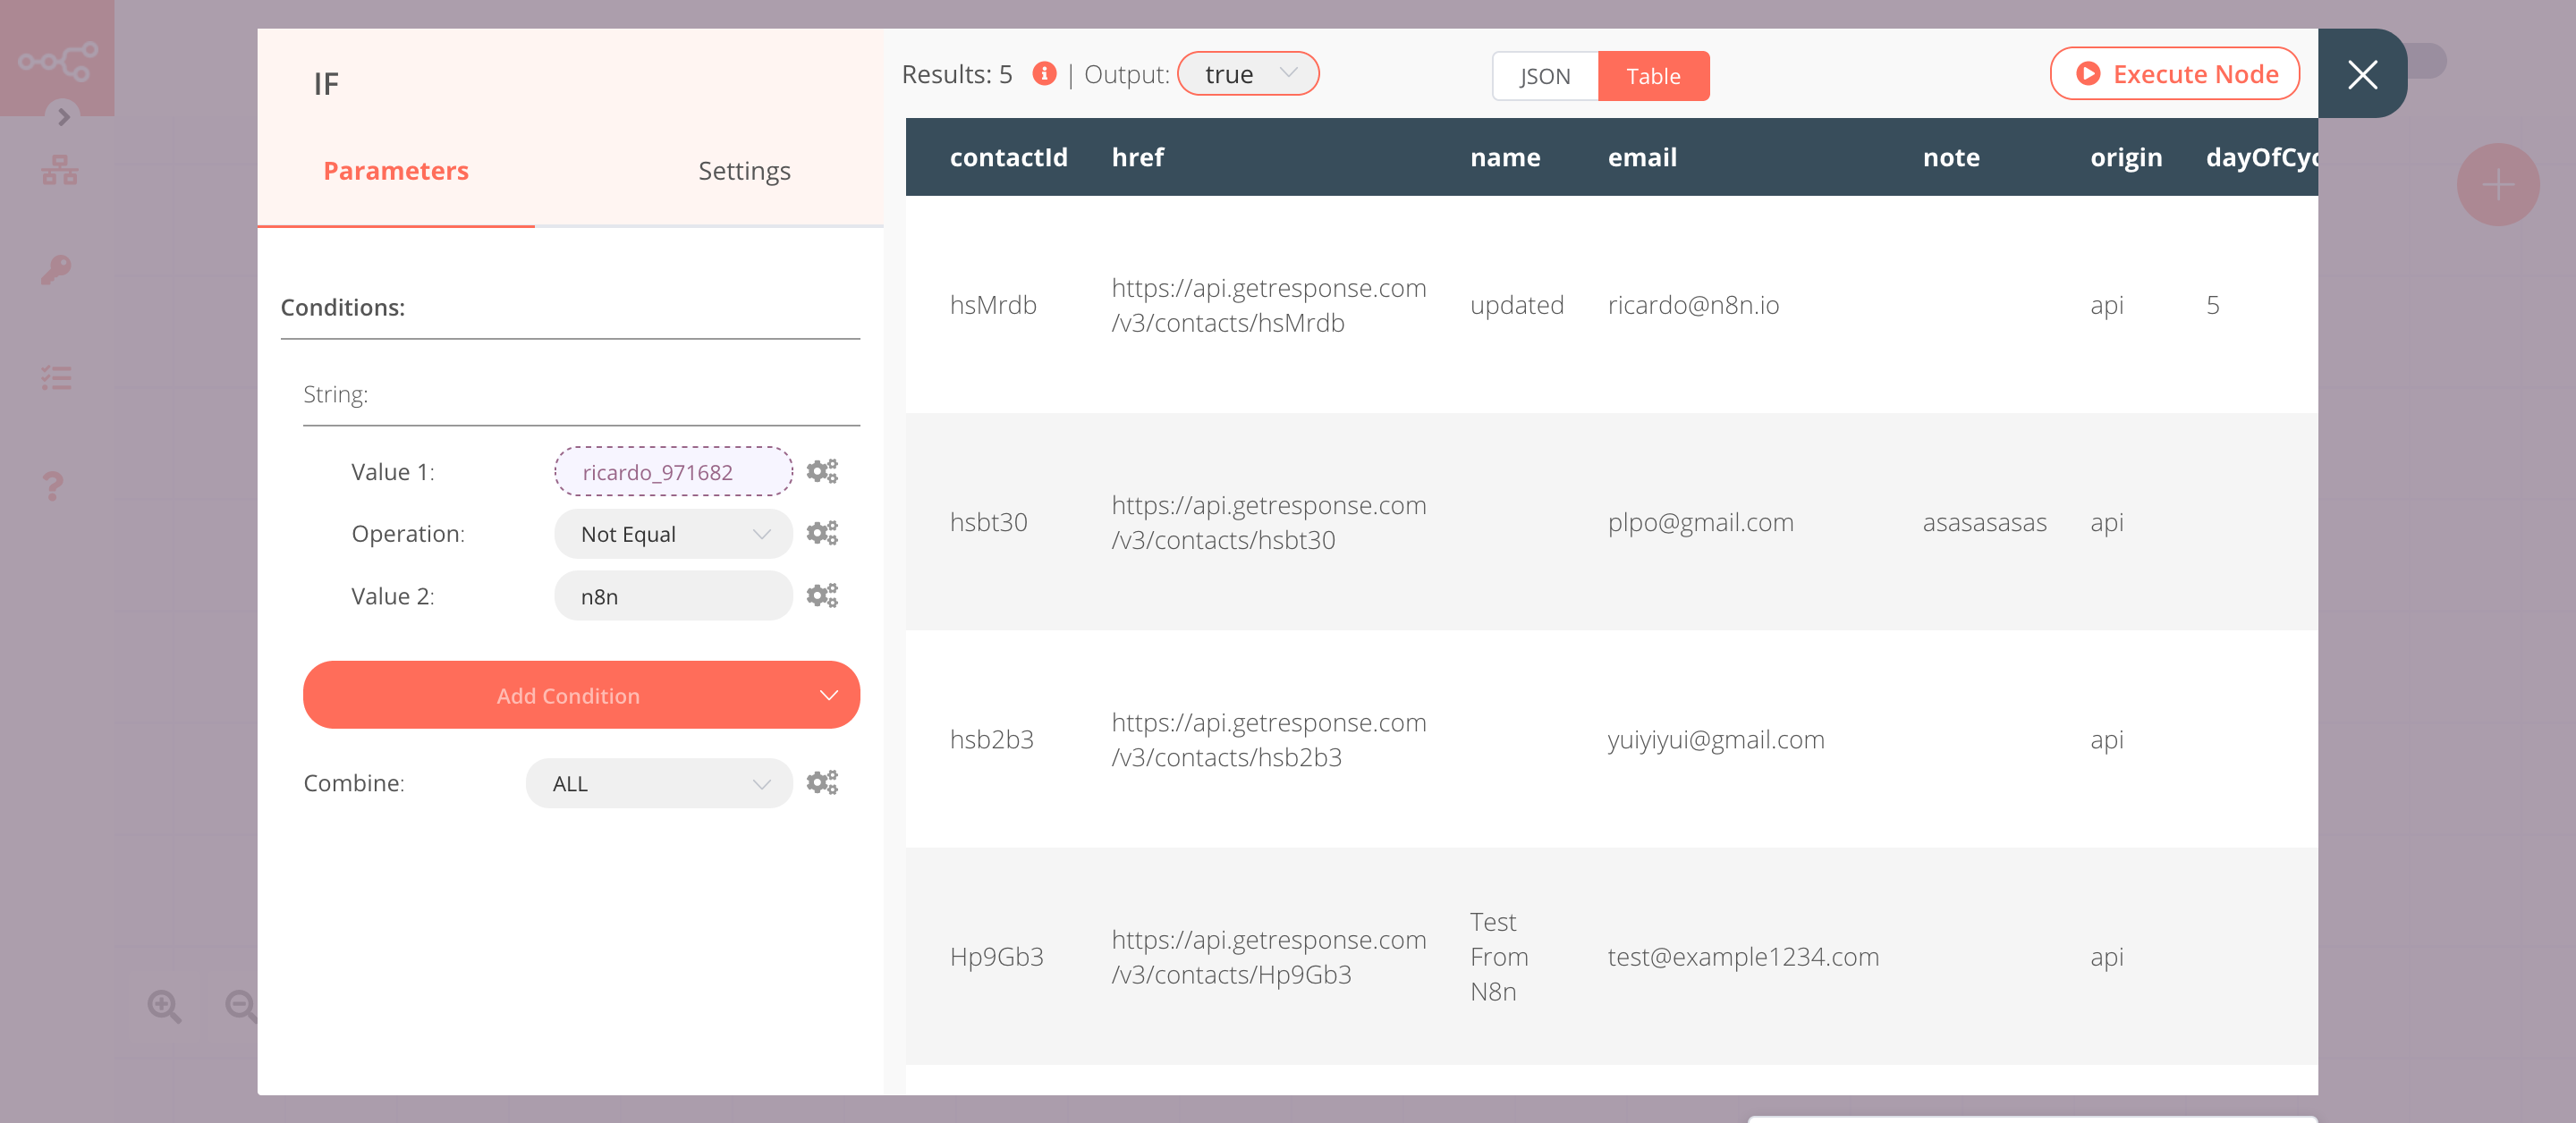 IF
Parameters
Settings
Conditions:
String:
Value 1:
ricardo_971682
Operation:
Not Equal
Value 2:
n8n
Add Condition
Combine:
ALL
Results: 5 | Output: true
JSON
Table
Execute Node
contactId href name email note origin dayOfCyc
hsMrdb https://api.getresponse.com updated ricardo@n8n.io api 5
/v3/contacts/hsMrdb
hsbt30 https://api.getresponse.com plpo@gmail.com asasasasas api
/v3/contacts/hsbt30
hsb2b3 https://api.getresponse.com yuiyiyui@gmail.com api
/v3/contacts/hsb2b3
Hp9Gb3 https://api.getresponse.com Test test@example1234.com api
/v3/contacts/Hp9Gb3 From
N8n